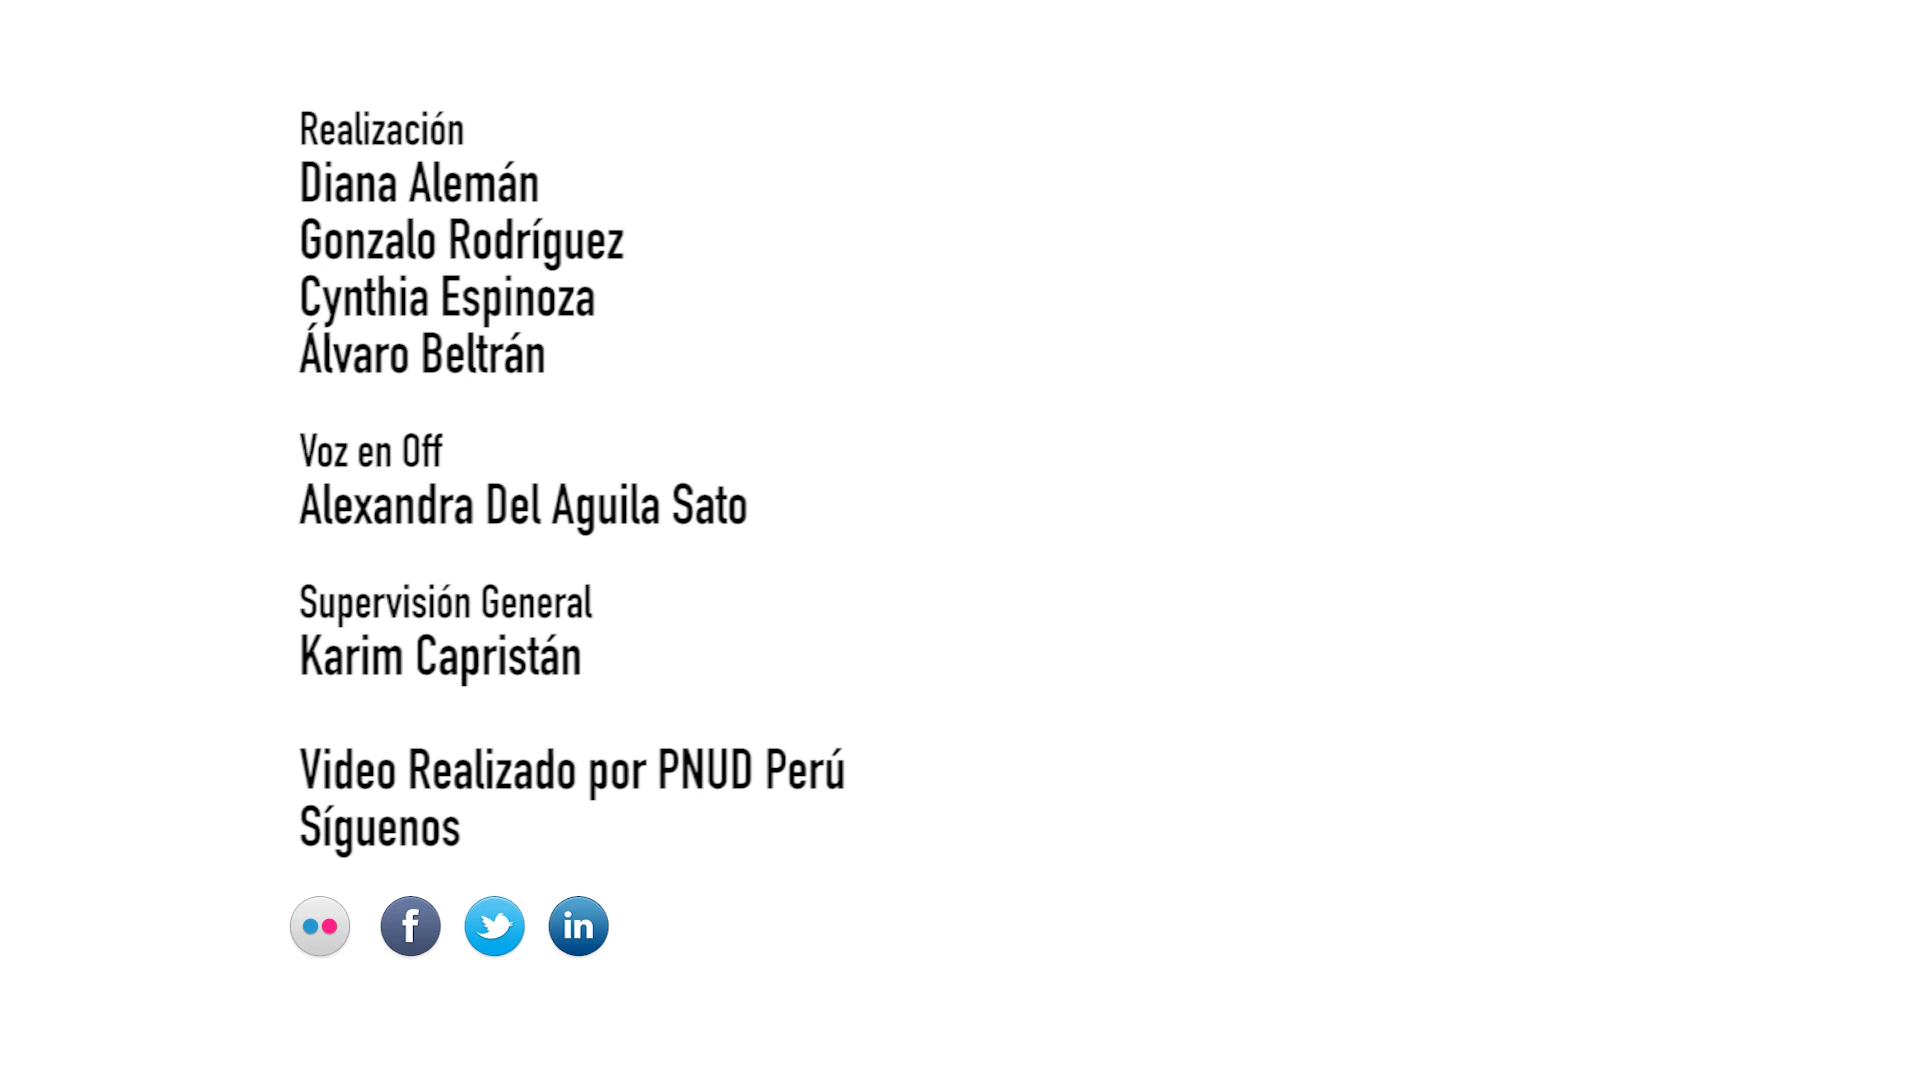 Realización
Diana Alemán
Gonzalo Rodríguez
Cynthia Espinoza
Álvaro Beltrán
Voz en Off
Alexandra Del Aguila Sato
Supervisión General
Karim Capristán
Video Realizado por PNUD Perú
Síguenos
f in